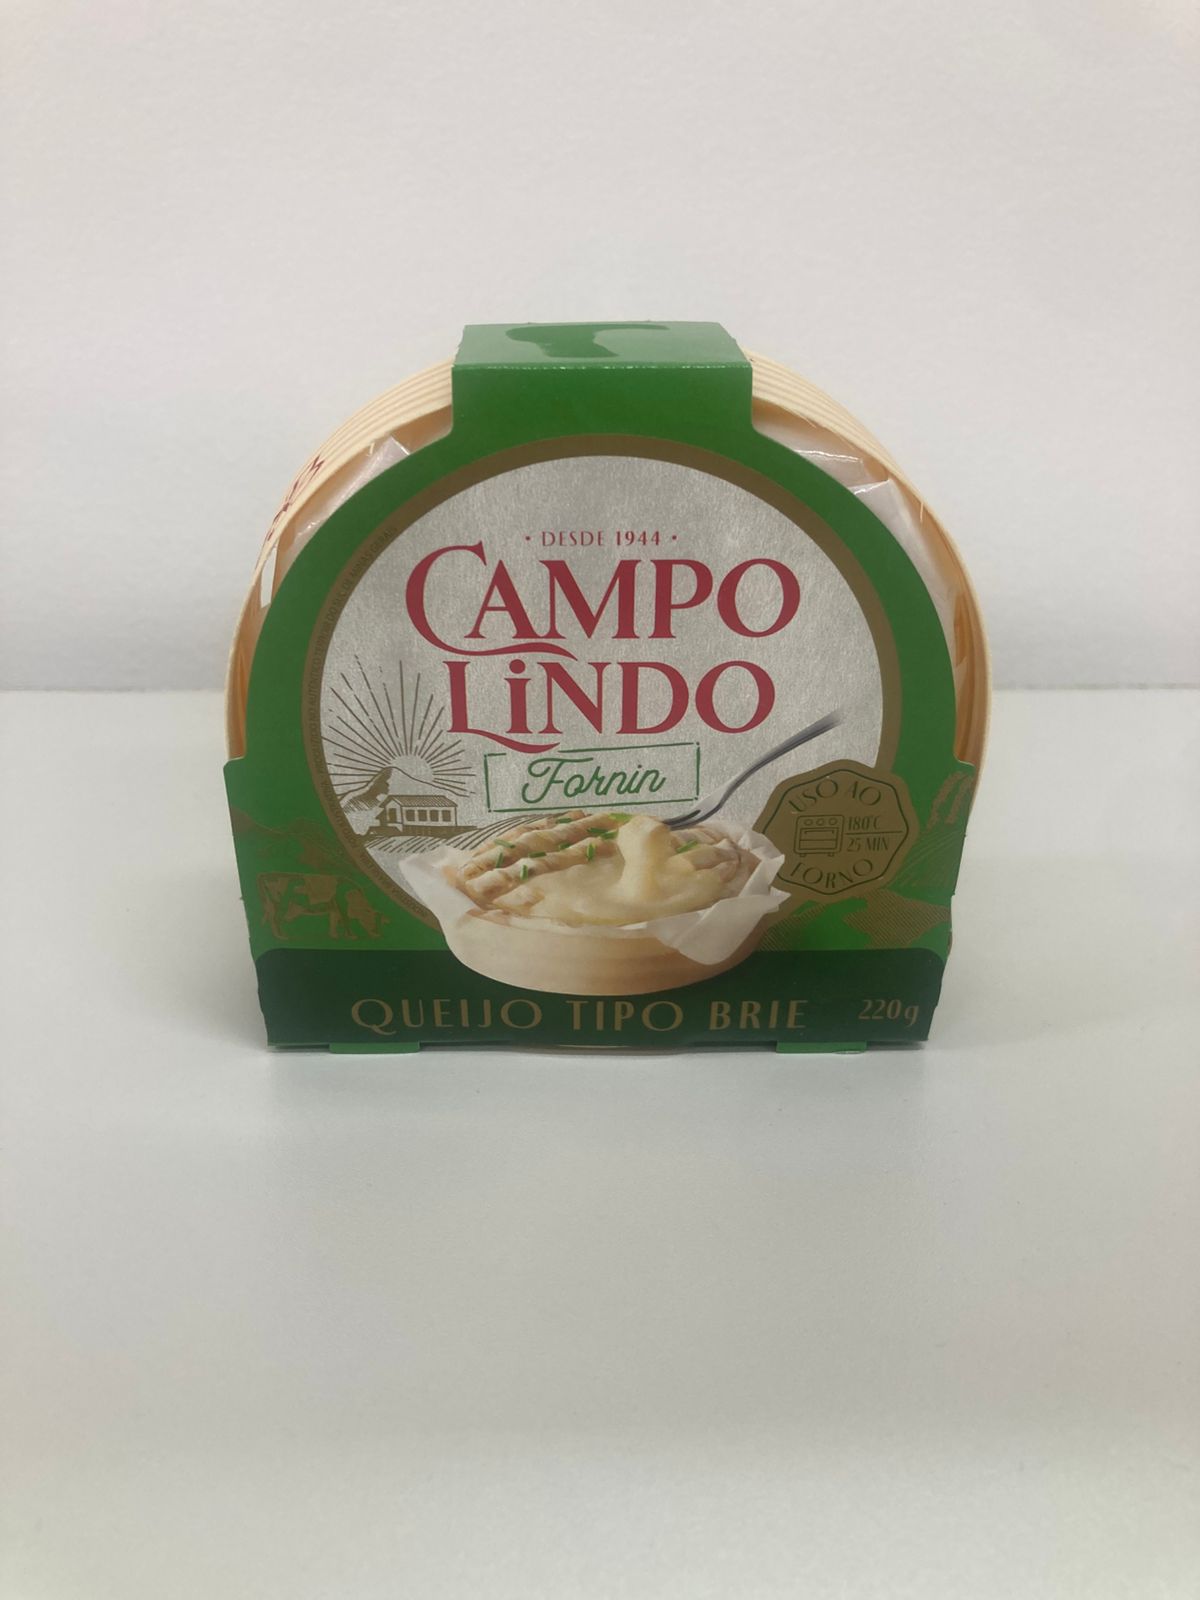 • DESDE 1944 •
CAMPO
LiNDO
Fornin
USO AO
180°C
25 MIN
FORNO
QUEIJO TIPO BRIE
220g